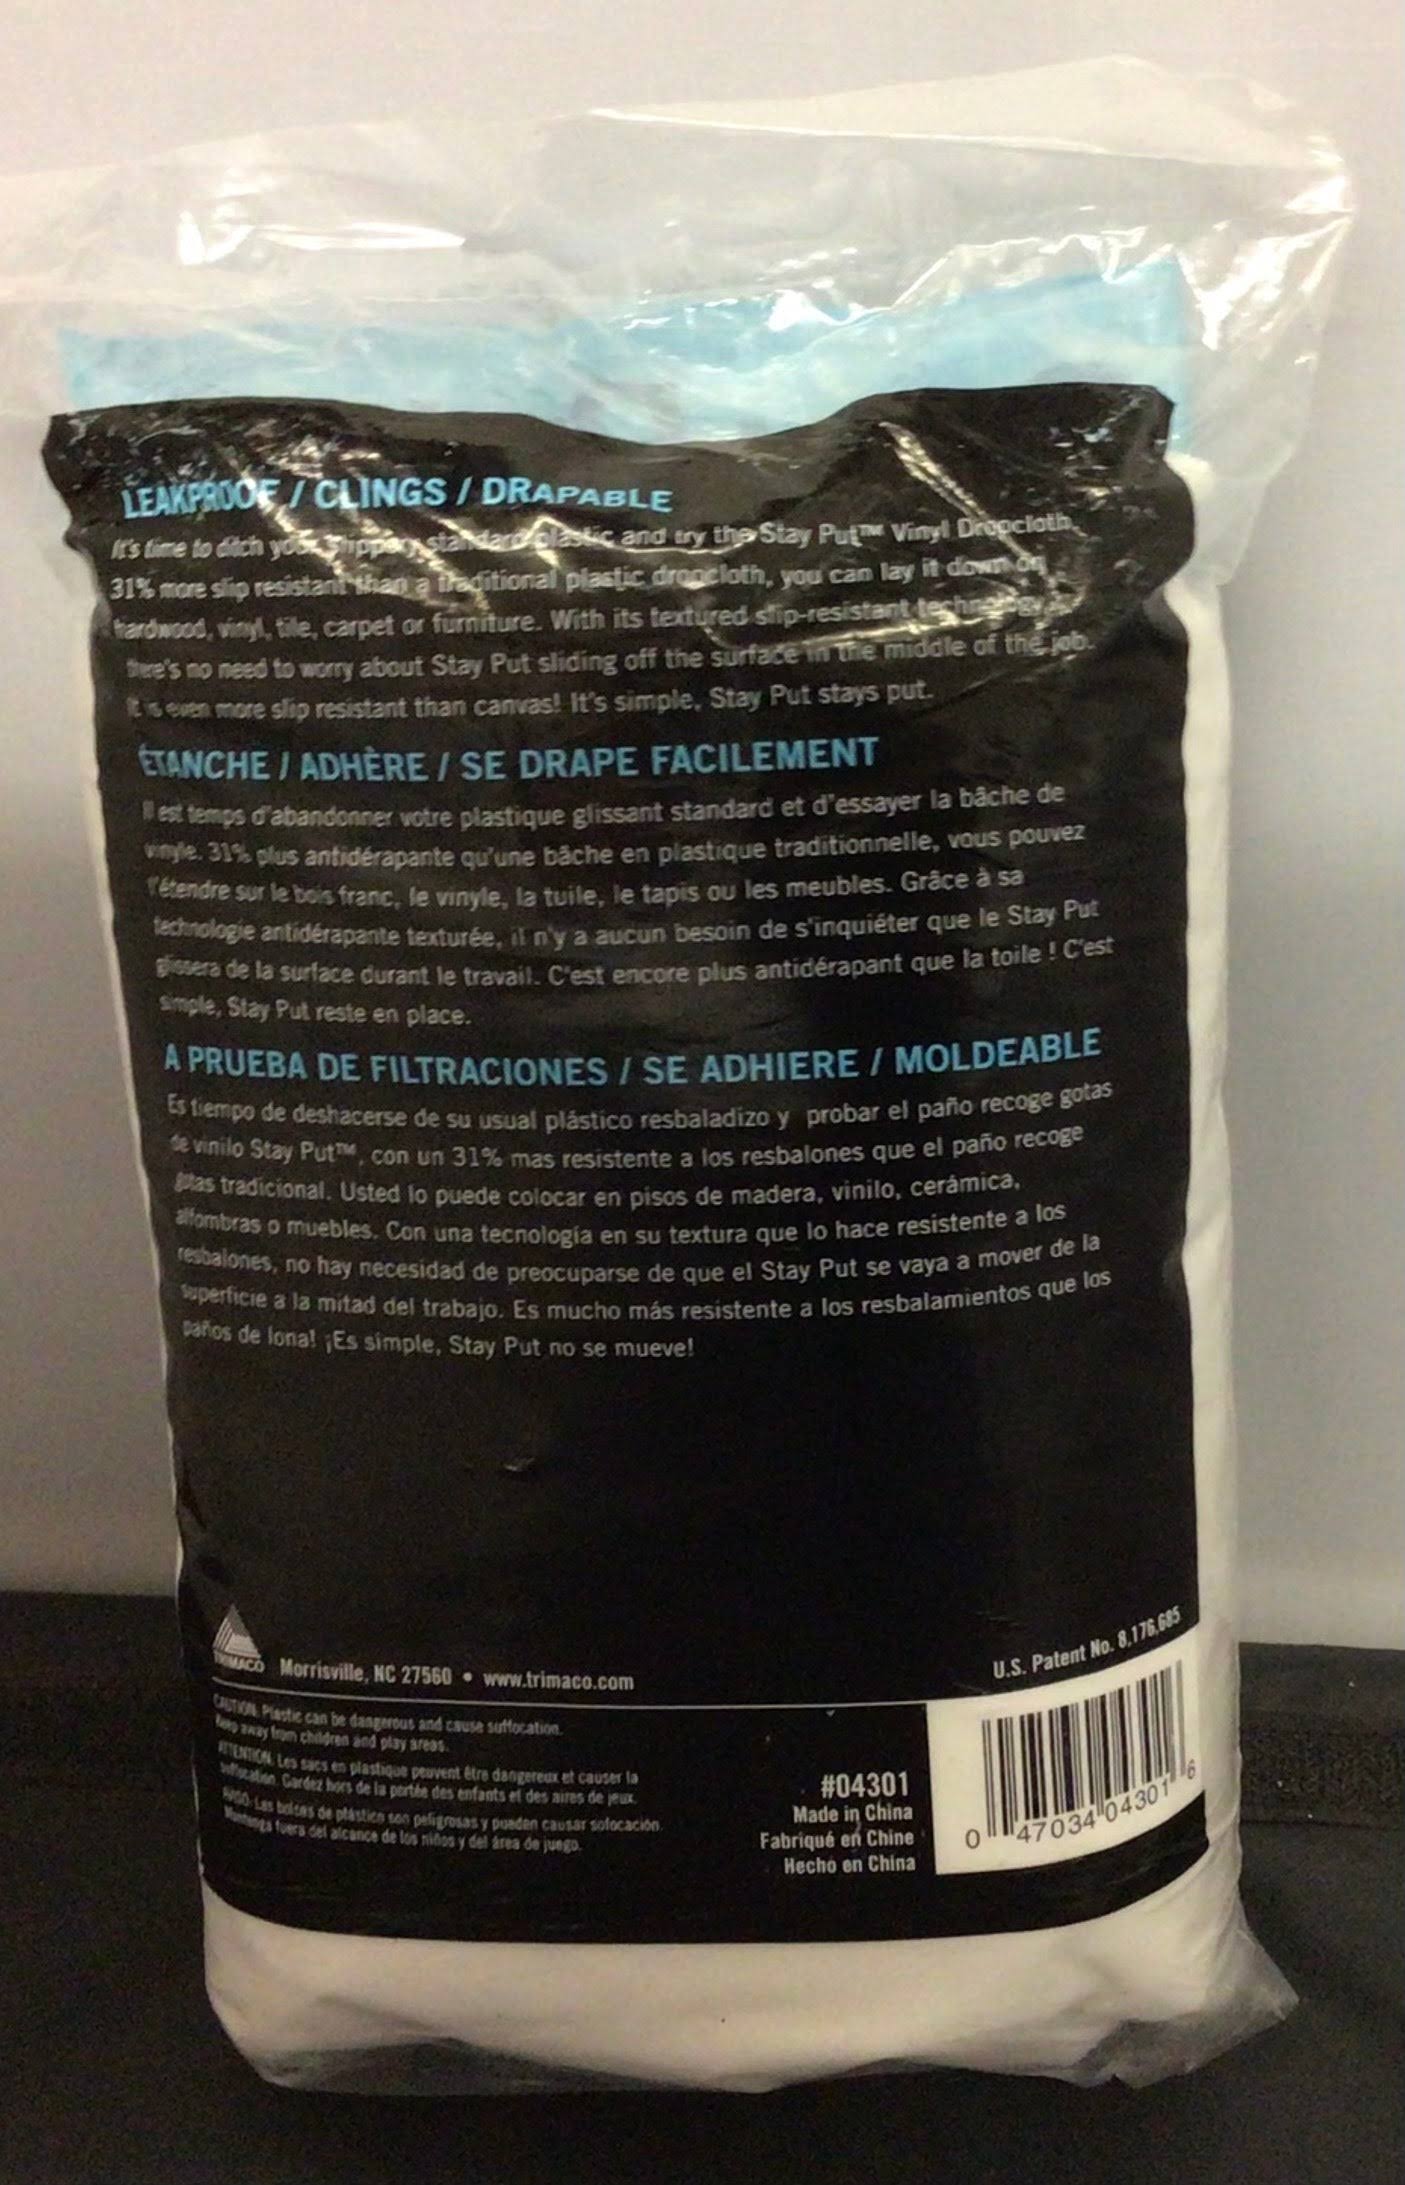 LEAKPROOF / CLINGS / DRAPABLE
It's time to ditch your slippery standard plastic and try the Stay Put™ Vinyl Dropcloth.
31% more slip resistant than a traditional plastic dropcloth, you can lay it down on
hardwood, vinyl, tile, carpet or furniture. With its textured slip-resistant technology
there's no need to worry about Stay Put sliding off the surface in the middle of the job.
It is even more slip resistant than canvas! It's simple, Stay Put stays put.
ÉTANCHE / ADHÈRE / SE DRAPE FACILEMENT
Il est temps d'abandonner votre plastique glissant standard et d'essayer la bâche de
vinyle. 31% plus antidérapante qu'une bâche en plastique traditionnelle, vous pouvez
l'étendre sur le bois franc, le vinyle, la tuile, le tapis ou les meubles. Grâce à sa
technologie antidérapante texturée, il n'y a aucun besoin de s'inquiéter que le Stay Put
glissera de la surface durant le travail. C'est encore plus antidérapant que la toile ! C'est
simple, Stay Put reste en place.
A PRUEBA DE FILTRACIONES / SE ADHIERE / MOLDEABLE
Es tiempo de deshacerse de su usual plástico resbaladizo y probar el paño recoge gotas
de vinilo Stay Put™, con un 31% mas resistente a los resbalones que el paño recoge
gotas tradicional. Usted lo puede colocar en pisos de madera, vinilo, cerámica,
alfombras o muebles. Con una tecnología en su textura que lo hace resistente a los
resbalones, no hay necesidad de preocuparse de que el Stay Put se vaya a mover de la
superficie a la mitad del trabajo. Es mucho más resistente a los resbalamientos que los
paños de lona! ¡Es simple, Stay Put no se mueve!
TRIMACO Morrisville, NC 27560 • www.trimaco.com
U.S. Patent No. 8,176,685
CAUTION. Plastic can be dangerous and cause suffocation.
Keep away from children and play areas.
ATTENTION. Les sacs en plastique peuvent être dangereux et causer la
suffocation. Gardez hors de la portée des enfants et des aires de jeux.
AVISO: Las bolsas de plástico son peligrosas y pueden causar sofocación.
Mantenga fuera del alcance de los niños y del área de juego.
#04301
Made in China
Fabriqué en Chine
Hecho en China
0 47034 04301 6